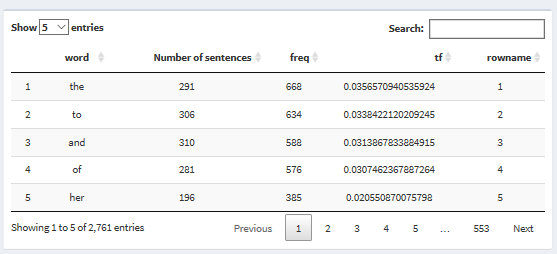 Show 5 entries Search:
word Number of sentences freq tf rowname
1 the 291 668 0.0356570940535924 1
2 to 306 634 0.0338422120209245 2
3 and 310 588 0.0313867833884915 3
4 of 281 576 0.0307462367887264 4
5 her 196 385 0.020550870075798 5
Showing 1 to 5 of 2,761 entries Previous 1 2 3 4 5 ... 553 Next